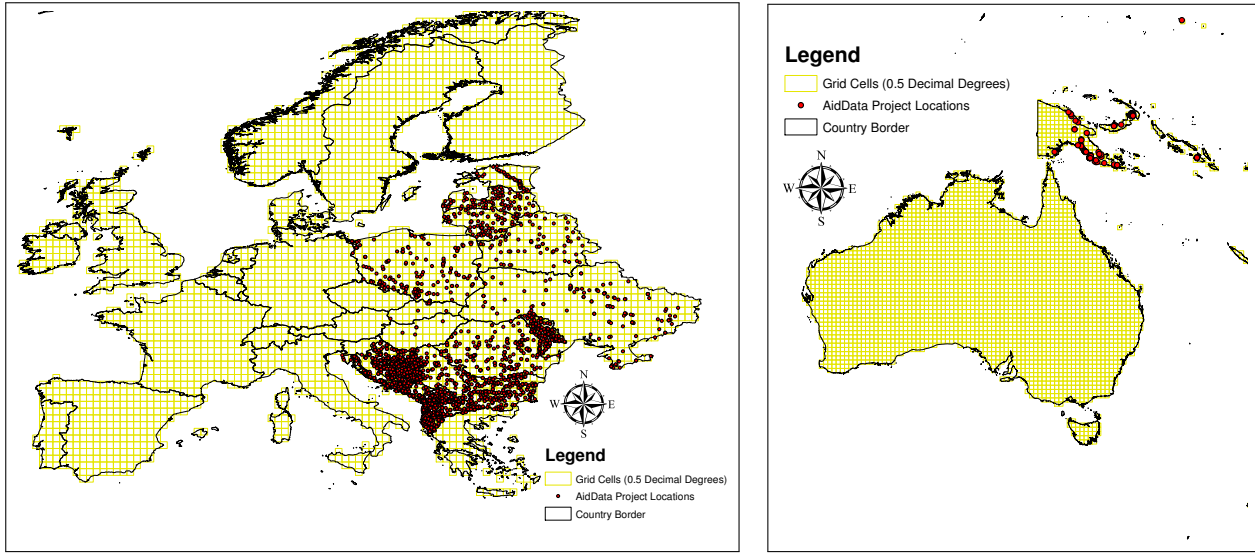 N
W
E
S
Legend
Grid Cells (0.5 Decimal Degrees)
AidData Project Locations
Country Border
Legend
Grid Cells (0.5 Decimal Degrees)
AidData Project Locations
Country Border
N
W
E
S